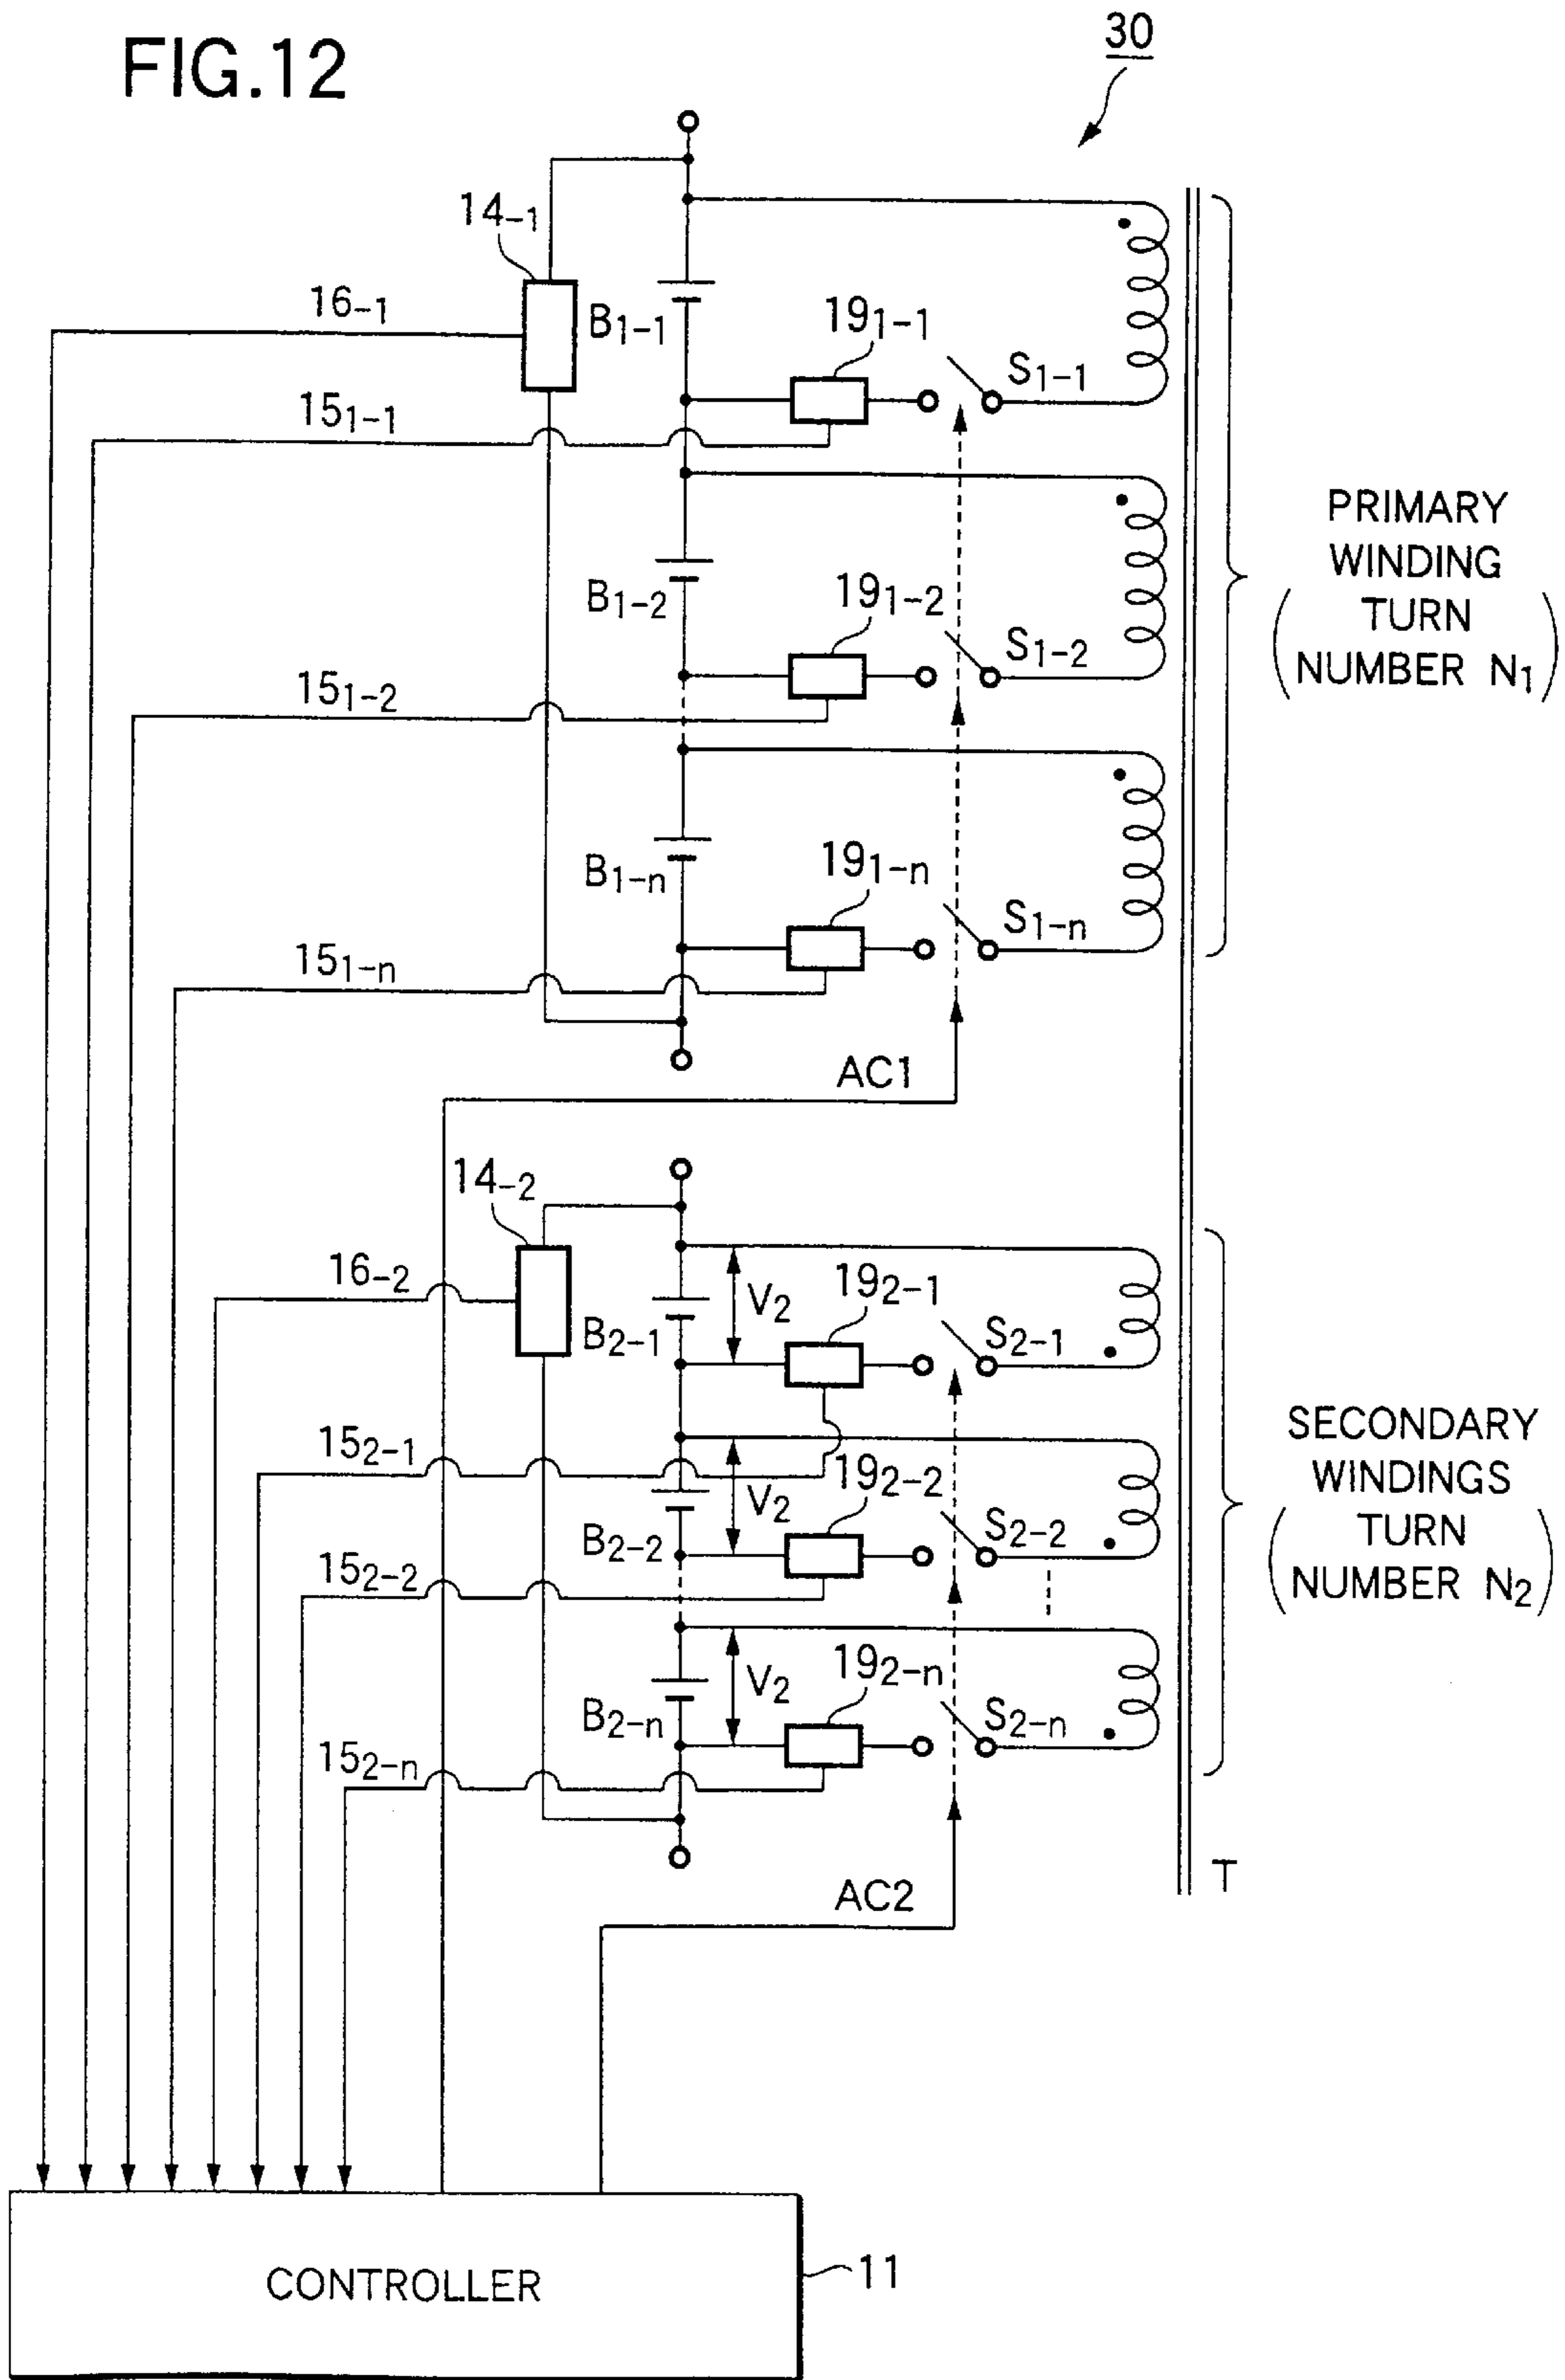 FIG.12
30
14-1
16-1
B1-1
191-1
S1-1
151-1
PRIMARY
WINDING
TURN
NUMBER N1
B1-2
191-2
S1-2
151-2
B1-n
191-n
S1-n
151-n
AC1
14-2
16-2
B2-1
V2
192-1
S2-1
152-1
SECONDARY
WINDINGS
TURN
NUMBER N2
V2
192-2
B2-2
S2-2
152-2
V2
192-n
B2-n
S2-n
152-n
T
AC2
CONTROLLER
11